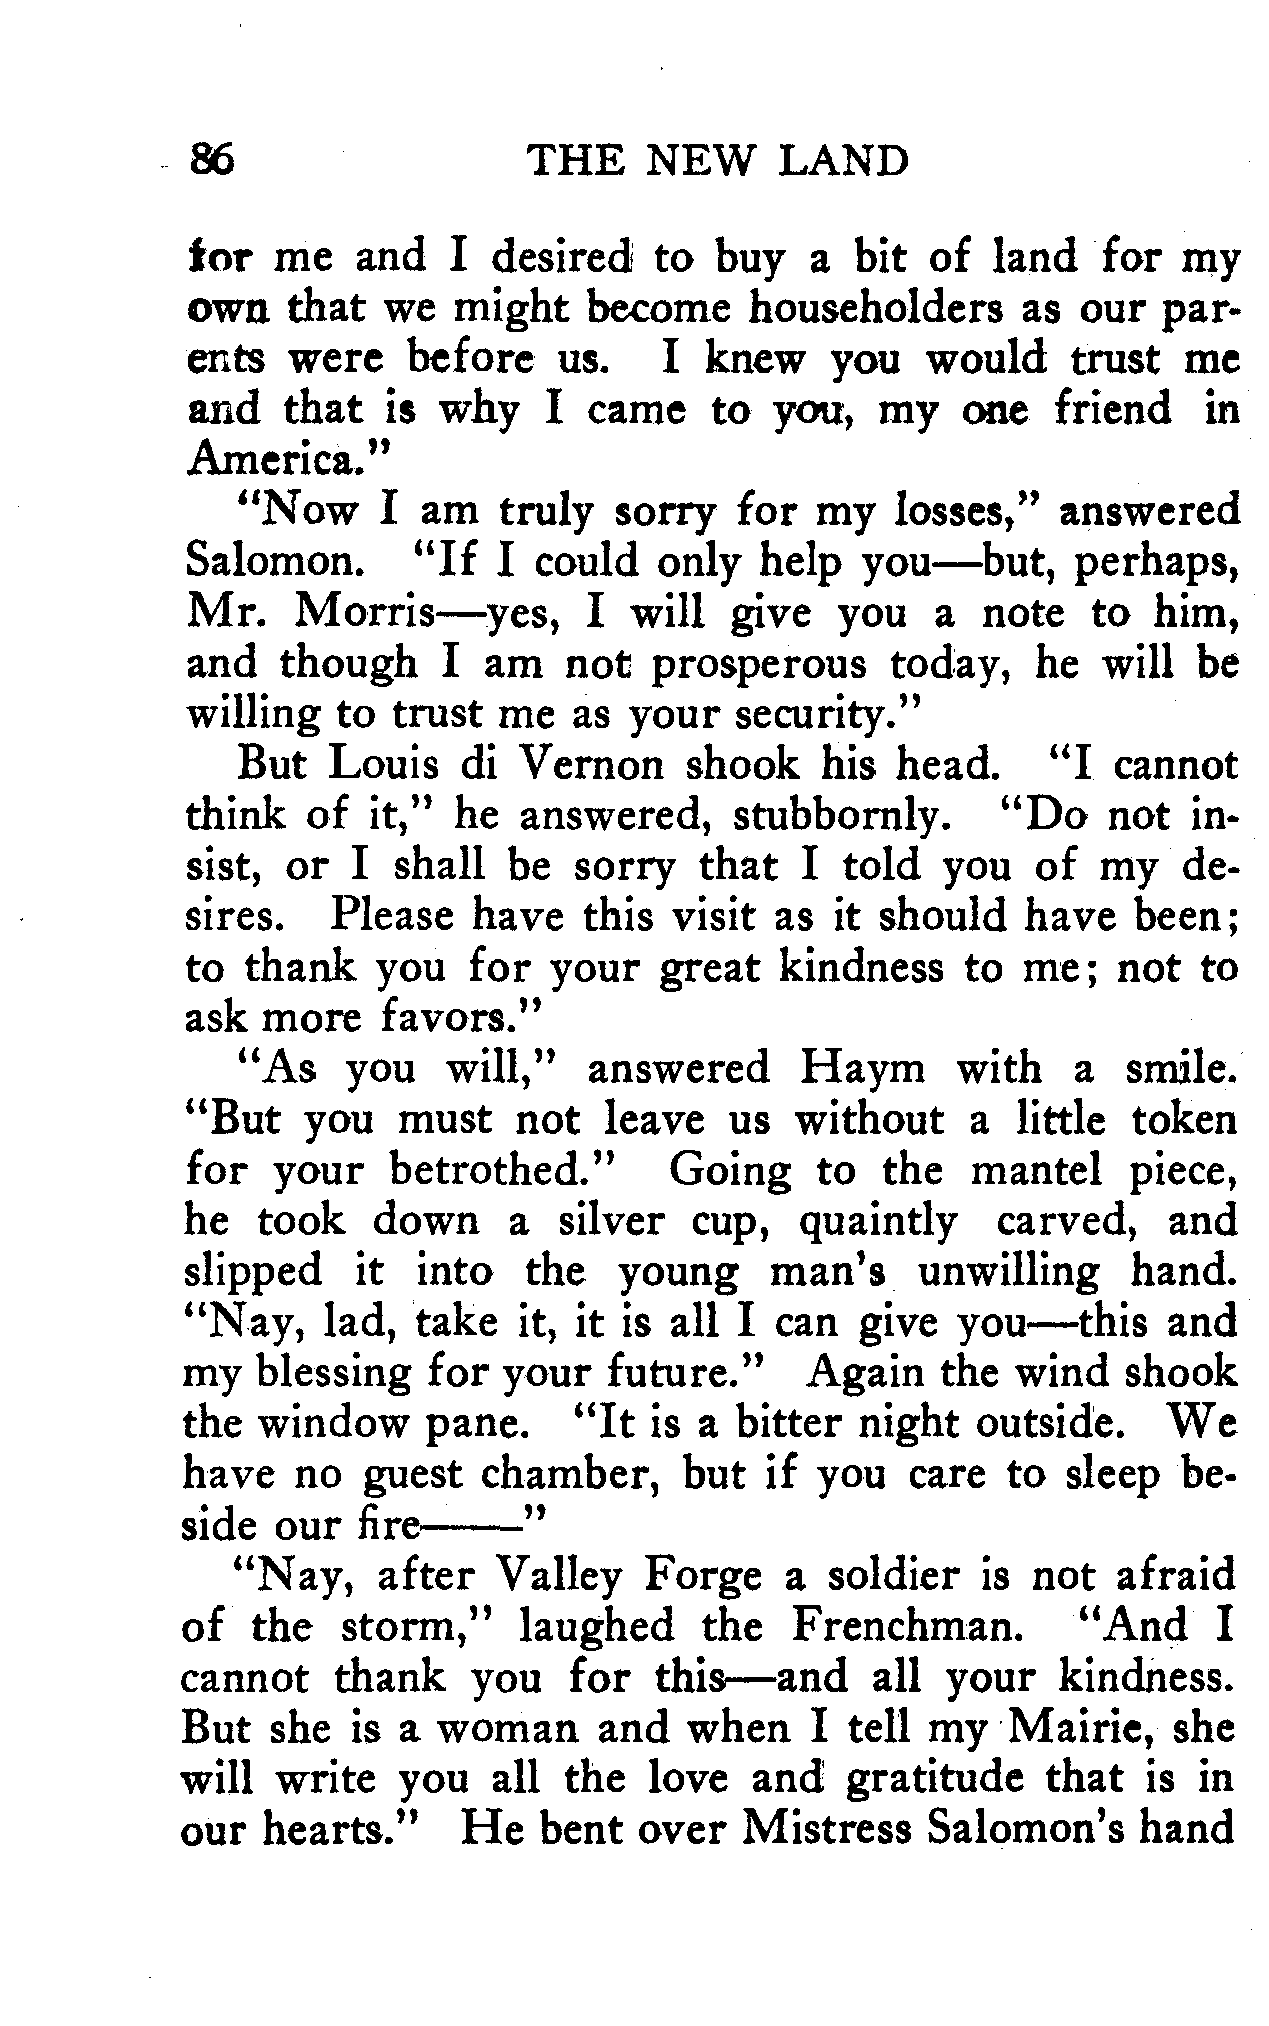 86 THE NEW LAND
for me and I desired to buy a bit of land for my
own that we might become householders as our par-
ents were before us. I knew you would trust me
and that is why I came to you, my one friend in
America."
"Now I am truly sorry for my losses," answered
Salomon. "If I could only help you—but, perhaps,
Mr. Morris—yes, I will give you a note to him,
and though I am not prosperous today, he will be
willing to trust me as your security."
But Louis di Vernon shook his head. "I cannot
think of it," he answered, stubbornly. "Do not in-
sist, or I shall be sorry that I told you of my de-
sires. Please have this visit as it should have been;
to thank you for your great kindness to me; not to
ask more favors."
"As you will," answered Haym with a smile.
"But you must not leave us without a little token
for your betrothed." Going to the mantel piece,
he took down a silver cup, quaintly carved, and
slipped it into the young man's unwilling hand.
"Nay, lad, take it, it is all I can give you—this and
my blessing for your future." Again the wind shook
the window pane. "It is a bitter night outside. We
have no guest chamber, but if you care to sleep be-
side our fire——"
"Nay, after Valley Forge a soldier is not afraid
of the storm," laughed the Frenchman. "And I
cannot thank you for this—and all your kindness.
But she is a woman and when I tell my Mairie, she
will write you all the love and gratitude that is in
our hearts." He bent over Mistress Salomon's hand